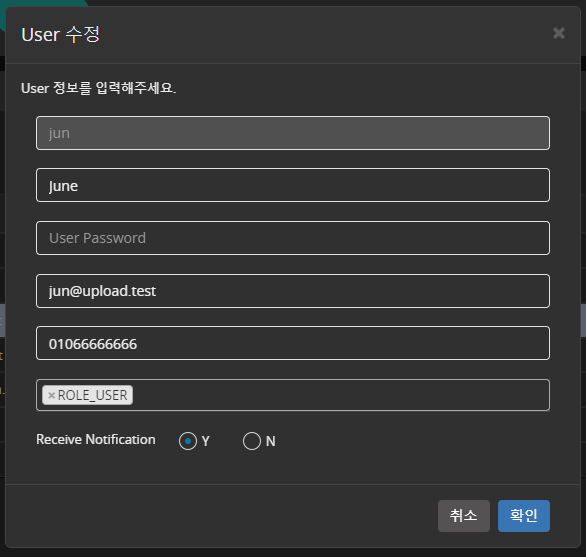 User 수정
×
User 정보를 입력해주세요.
jun
June
User Password
jun@upload.test
01066666666
×ROLE_USER
Receive Notification Y N
취소 확인